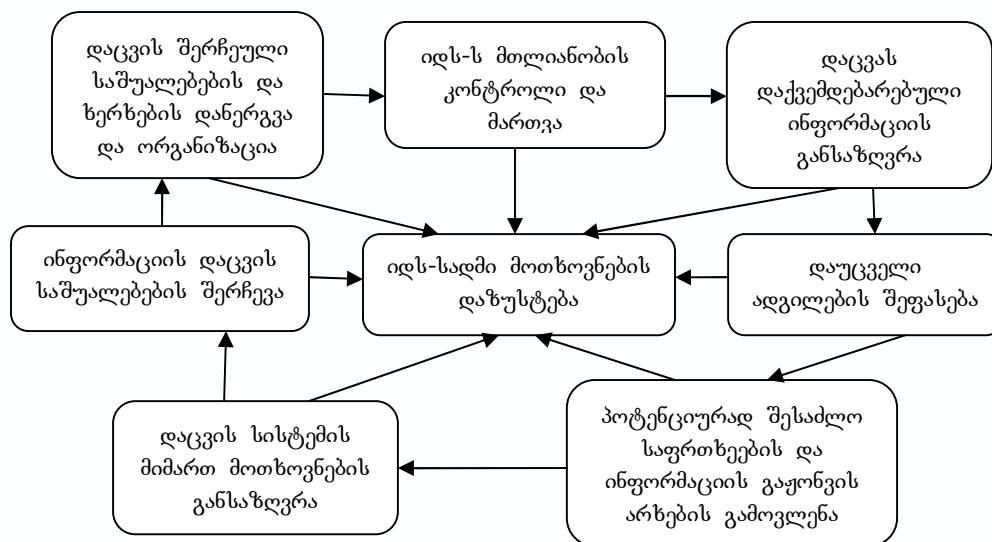 დაცვის შერჩეული
საშუალებების და
ხერხების დანერგვა
და ორგანიზაცია
იდს-ს მთლიანობის
კონტროლი და
მართვა
დაცვას
დაქვემდებარებული
ინფორმაციის
განსაზღვრა
ინფორმაციის დაცვის
საშუალებების შერჩევა
იდს-სადმი მოთხოვნების
დაზუსტება
დაუცველი
ადგილების შეფასება
დაცვის სისტემის
მიმართ მოთხოვნების
განსაზღვრა
პოტენციურად შესაძლო
საფრთხეების და
ინფორმაციის გაჟონვის
არხების გამოვლენა